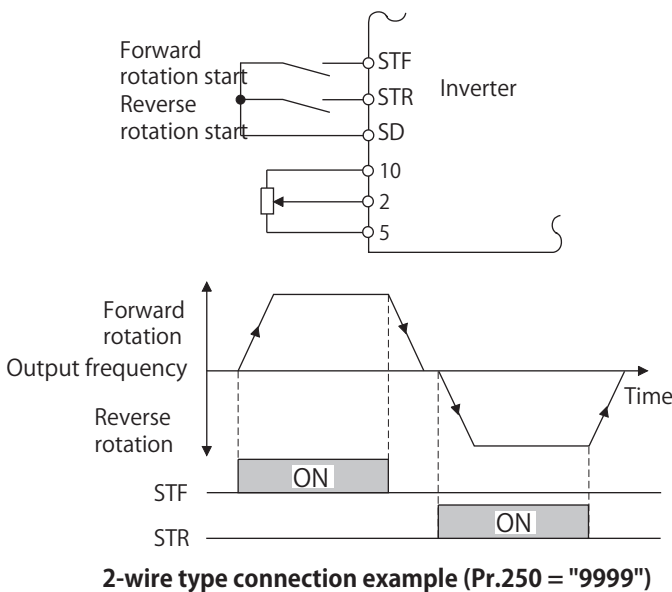 Forward
rotation start
Reverse
rotation start
STF
STR
SD
10
2
5
Inverter
Forward
rotation
Output frequency
Reverse
rotation
Time
STF
ON
STR
ON
2-wire type connection example (Pr.250 = "9999")